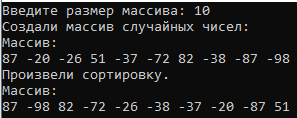 Введите размер массива: 10
Создали массив случайных чисел:
Массив:
87 -20 -26 51 -37 -72 82 -38 -87 -98
Произвели сортировку.
Массив:
87 -98 82 -72 -26 -38 -37 -20 -87 51